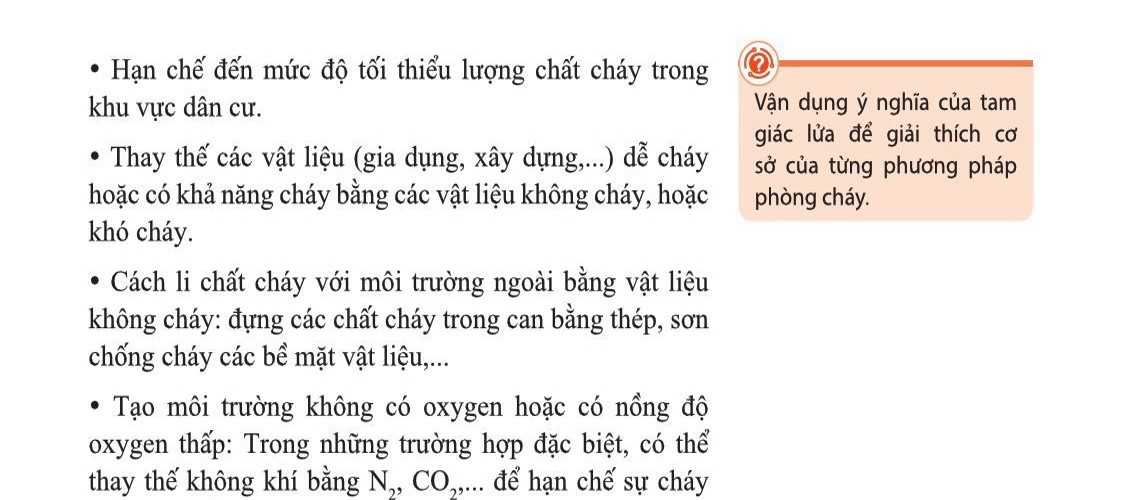 • Hạn chế đến mức độ tối thiểu lượng chất cháy trong
khu vực dân cư.
• Thay thế các vật liệu (gia dụng, xây dựng,...) dễ cháy
hoặc có khả năng cháy bằng các vật liệu không cháy, hoặc
khó cháy.
• Cách li chất cháy với môi trường ngoài bằng vật liệu
không cháy: đựng các chất cháy trong can bằng thép, sơn
chống cháy các bề mặt vật liệu,...
• Tạo môi trường không có oxygen hoặc có nồng độ
oxygen thấp: Trong những trường hợp đặc biệt, có thể
thay thế không khí bằng N₂, CO₂,... để hạn chế sự cháy
?
Vận dụng ý nghĩa của tam
giác lửa để giải thích cơ
sở của từng phương pháp
phòng cháy.